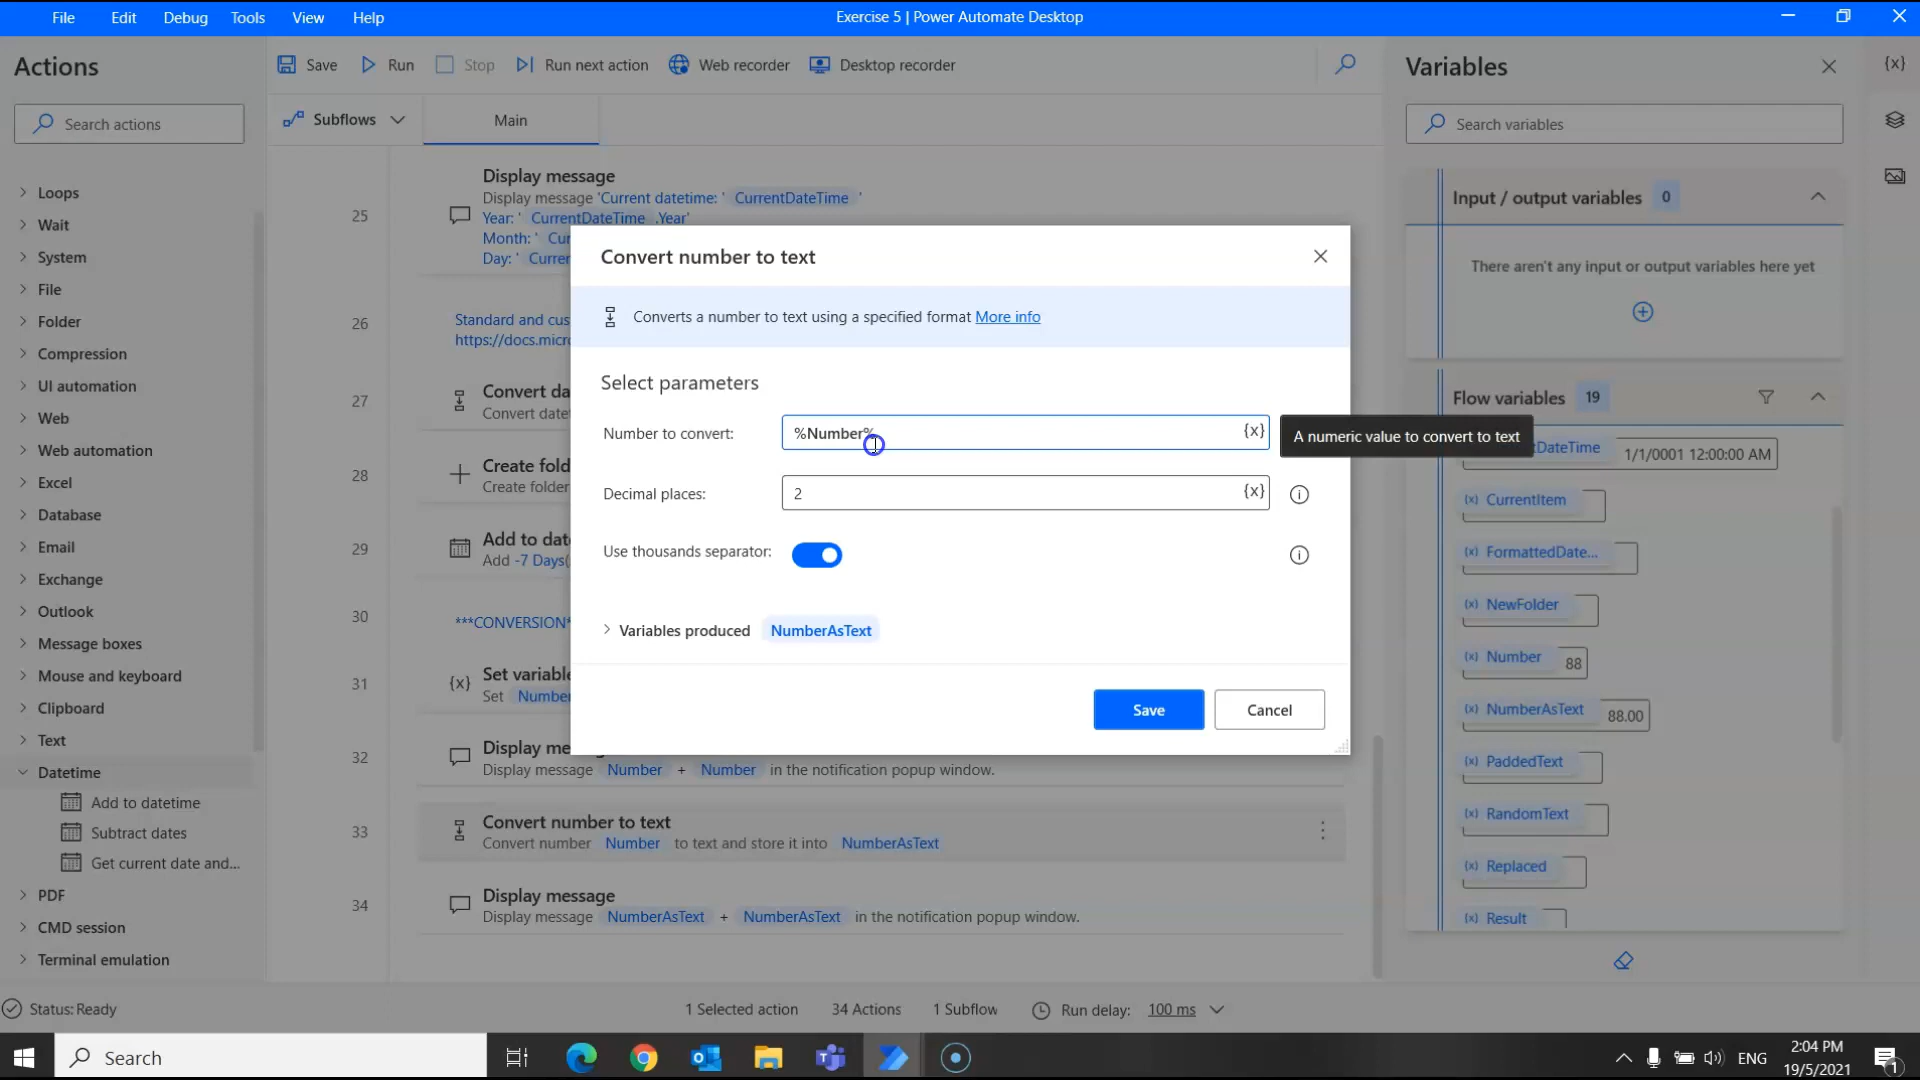 File Edit Debug Tools View Help
Exercise 5 | Power Automate Desktop
Actions
Search actions
Loops
Wait
System
File
Folder
Compression
UI automation
Web
Web automation
Excel
Database
Email
Exchange
Outlook
Message boxes
Mouse and keyboard
Clipboard
Text
Datetime
Add to datetime
Subtract dates
Get current date and...
PDF
CMD session
Terminal emulation
Save Run Stop Run next action Web recorder Desktop recorder
Subflows Main
25
Display message
Display message 'Current datetime: ' CurrentDateTime '
Year: ' CurrentDateTime .Year'
Month: ' Cur
Day: ' Curren
26
Standard and cus
https://docs.micro
27
Convert da
Convert datet
28
Create fold
Create folder
29
Add to dat
Add -7 Days(
30
***CONVERSION*
31
Set variable
Set Number
32
Display me
Display message Number + Number in the notification popup window.
33
Convert number to text
Convert number Number to text and store it into NumberAsText
34
Display message
Display message NumberAsText + NumberAsText in the notification popup window.
Convert number to text
Converts a number to text using a specified format More info
Select parameters
Number to convert: %Number% {x}
A numeric value to convert to text
Decimal places: 2 {x}
Use thousands separator:
Variables produced NumberAsText
Save Cancel
Variables
{x}
Search variables
Input / output variables 0
There aren't any input or output variables here yet
Flow variables 19
tDateTime 1/1/0001 12:00:00 AM
(x) CurrentItem
(x) FormattedDate...
(x) NewFolder
(x) Number 88
(x) NumberAsText 88.00
(x) PaddedText
(x) RandomText
(x) Replaced
(x) Result
Status: Ready 1 Selected action 34 Actions 1 Subflow Run delay: 100 ms
Search
ENG
2:04 PM
19/5/2021
1